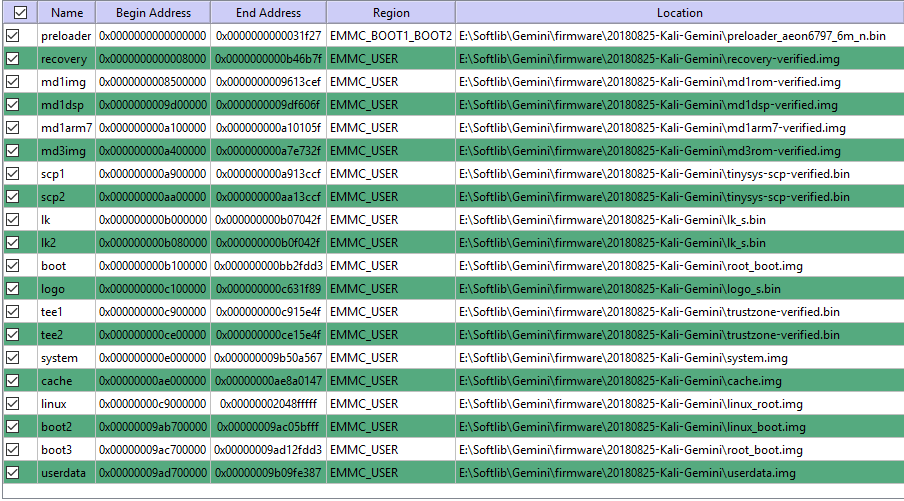 Name Begin Address End Address Region Location
preloader 0x0000000000000000 0x0000000000031f27 EMMC_BOOT1_BOOT2 E:\Softlib\Gemini\firmware\20180825-Kali-Gemini\preloader_aeon6797_6m_n.bin
recovery 0x0000000000008000 0x0000000000b46b7f EMMC_USER E:\Softlib\Gemini\firmware\20180825-Kali-Gemini\recovery-verified.img
md1img 0x0000000008500000 0x0000000009613cef EMMC_USER E:\Softlib\Gemini\firmware\20180825-Kali-Gemini\md1rom-verified.img
md1dsp 0x0000000009d00000 0x0000000009df606f EMMC_USER E:\Softlib\Gemini\firmware\20180825-Kali-Gemini\md1dsp-verified.img
md1arm7 0x000000000a100000 0x000000000a10105f EMMC_USER E:\Softlib\Gemini\firmware\20180825-Kali-Gemini\md1arm7-verified.img
md3img 0x000000000a400000 0x000000000a7e732f EMMC_USER E:\Softlib\Gemini\firmware\20180825-Kali-Gemini\md3rom-verified.img
scp1 0x000000000a900000 0x000000000a913ccf EMMC_USER E:\Softlib\Gemini\firmware\20180825-Kali-Gemini\tinysys-scp-verified.bin
scp2 0x000000000aa00000 0x000000000aa13ccf EMMC_USER E:\Softlib\Gemini\firmware\20180825-Kali-Gemini\tinysys-scp-verified.bin
lk 0x000000000b000000 0x000000000b07042f EMMC_USER E:\Softlib\Gemini\firmware\20180825-Kali-Gemini\lk_s.bin
lk2 0x000000000b080000 0x000000000b0f042f EMMC_USER E:\Softlib\Gemini\firmware\20180825-Kali-Gemini\lk_s.bin
boot 0x000000000b100000 0x000000000bb2fdd3 EMMC_USER E:\Softlib\Gemini\firmware\20180825-Kali-Gemini\root_boot.img
logo 0x000000000c100000 0x000000000c631f89 EMMC_USER E:\Softlib\Gemini\firmware\20180825-Kali-Gemini\logo_s.bin
tee1 0x000000000c900000 0x000000000c915e4f EMMC_USER E:\Softlib\Gemini\firmware\20180825-Kali-Gemini\trustzone-verified.bin
tee2 0x000000000ce00000 0x000000000ce15e4f EMMC_USER E:\Softlib\Gemini\firmware\20180825-Kali-Gemini\trustzone-verified.bin
system 0x000000000e000000 0x000000009b50a567 EMMC_USER E:\Softlib\Gemini\firmware\20180825-Kali-Gemini\system.img
cache 0x00000000ae000000 0x00000000ae8a0147 EMMC_USER E:\Softlib\Gemini\firmware\20180825-Kali-Gemini\cache.img
linux 0x00000000c9000000 0x00000002048fffff EMMC_USER E:\Softlib\Gemini\firmware\20180825-Kali-Gemini\linux_root.img
boot2 0x00000009ab700000 0x00000009ac05bfff EMMC_USER E:\Softlib\Gemini\firmware\20180825-Kali-Gemini\linux_boot.img
boot3 0x00000009ac700000 0x00000009ad12fdd3 EMMC_USER E:\Softlib\Gemini\firmware\20180825-Kali-Gemini\root_boot.img
userdata 0x00000009ad700000 0x00000009b09fe387 EMMC_USER E:\Softlib\Gemini\firmware\20180825-Kali-Gemini\userdata.img